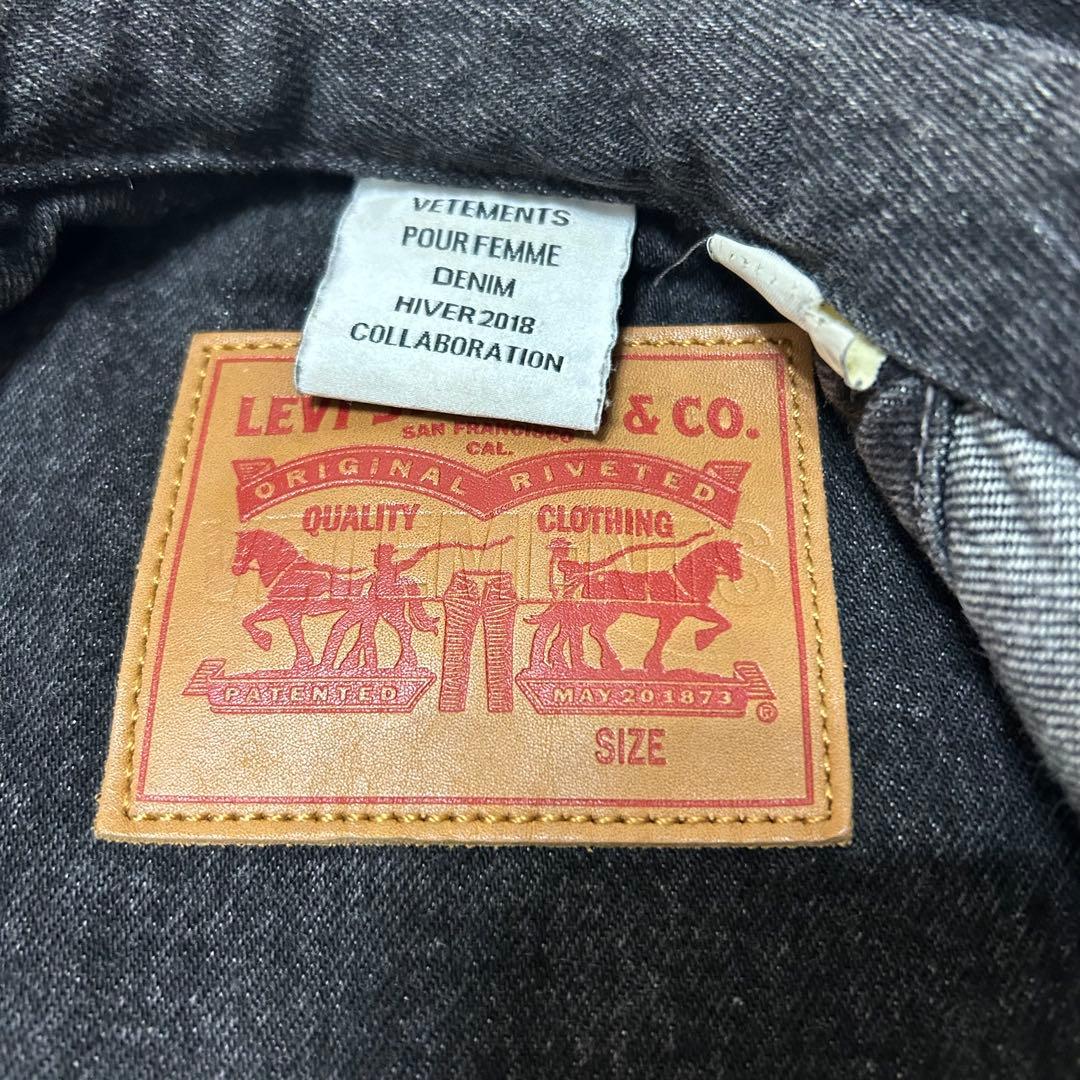 VETEMENTS
POUR FEMME
DENIM
HIVER 2018
COLLABORATION
LEVI'S & CO.
SAN FRANCISCO
CAL.
ORIGINAL RIVETED
QUALITY CLOTHING
PATENTED MAY 20 1873 ®
SIZE